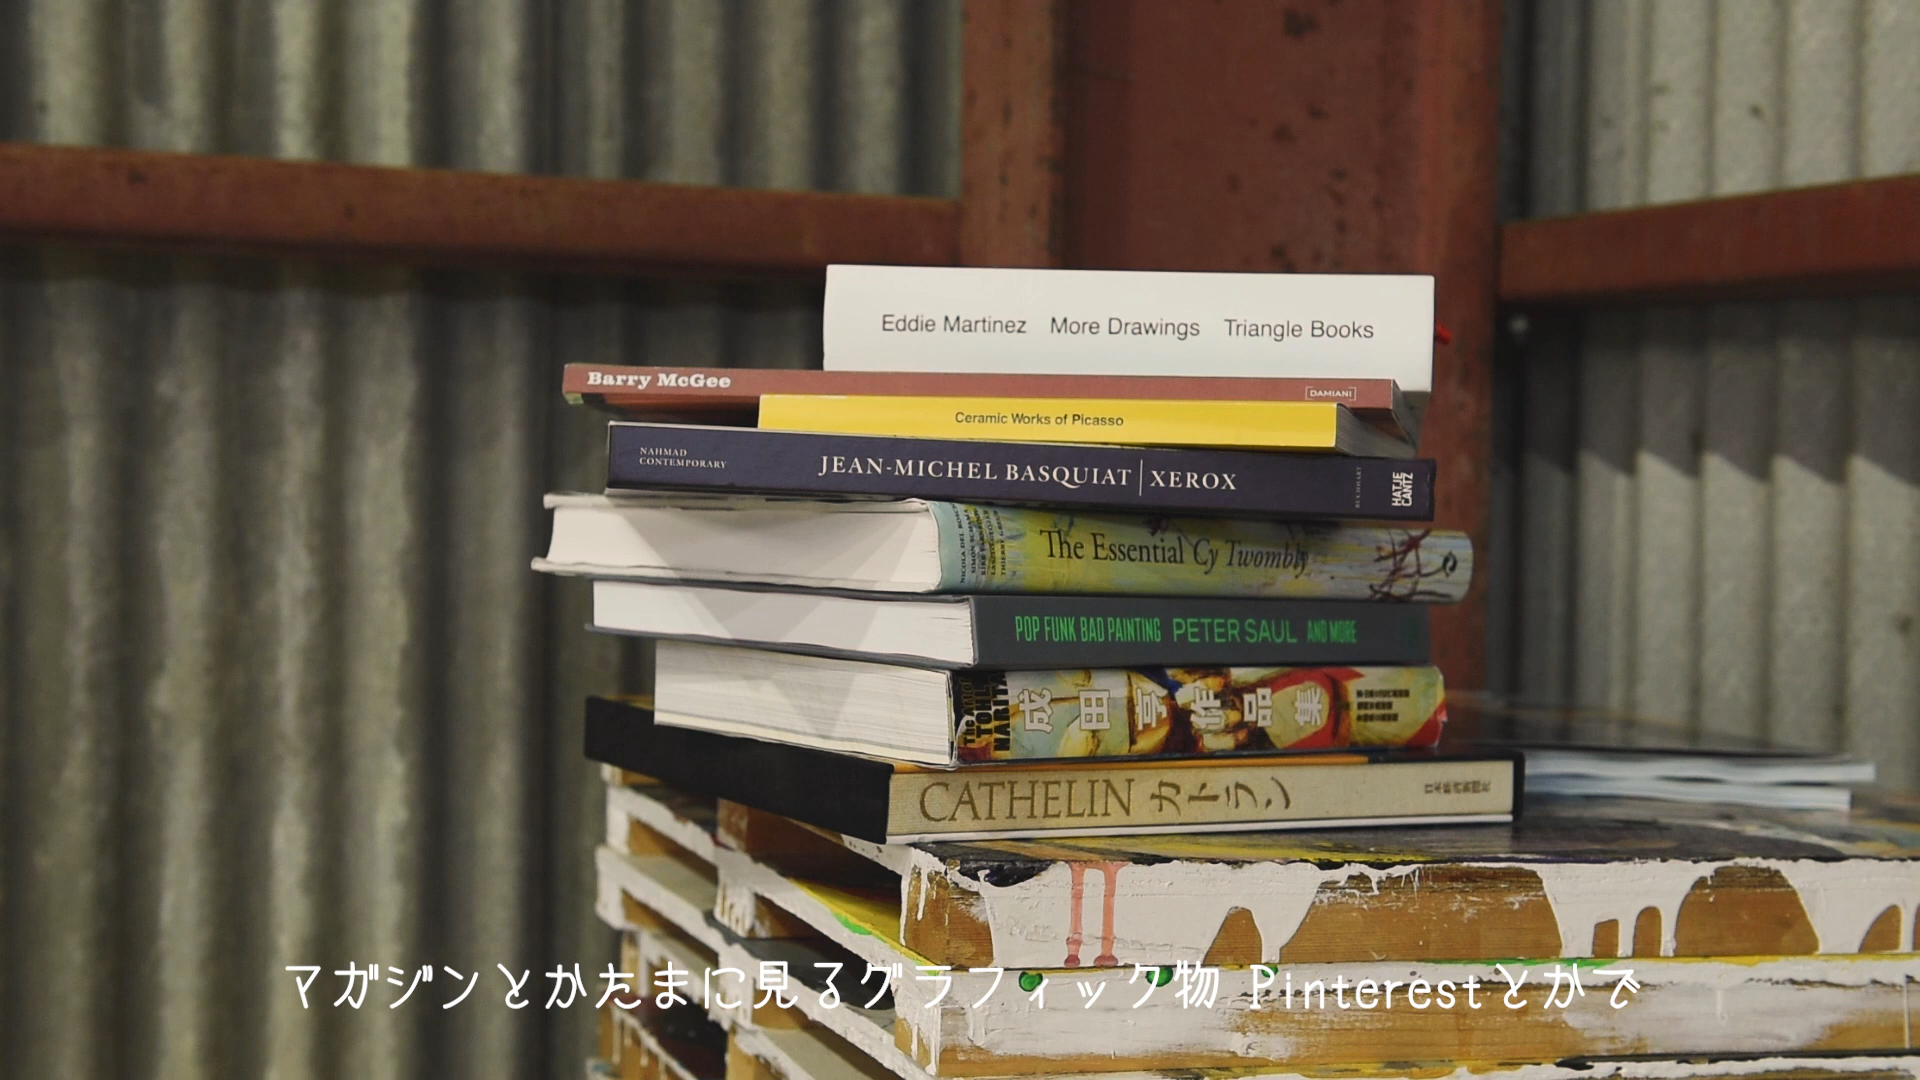 Eddie Martinez More Drawings Triangle Books
Barry McGee DAMIANI
Ceramic Works of Picasso
NAHMAD
CONTEMPORARY
JEAN-MICHEL BASQUIAT | XEROX
BUCHHART
HATJE
CANTZ
The Essential Cy Twombly
POP FUNK BAD PAINTING PETER SAUL AND MORE
TOHL
NARITA
成田亨作品集
CATHELIN カトラン
マガジンとかたまに見るグラフィック物 Pinterestとかで